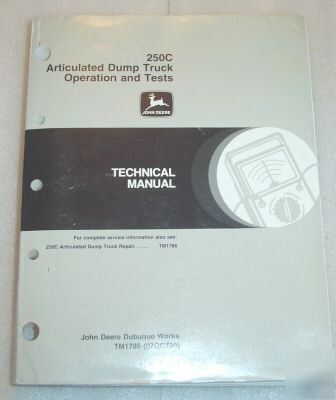 250C
Articulated Dump Truck
Operation and Tests
JOHN DEERE
TECHNICAL
MANUAL
For complete service information also see:
250C Articulated Dump Truck Repair . . . . . TM1786
John Deere Dubuque Works
TM1785 (07OCT98)